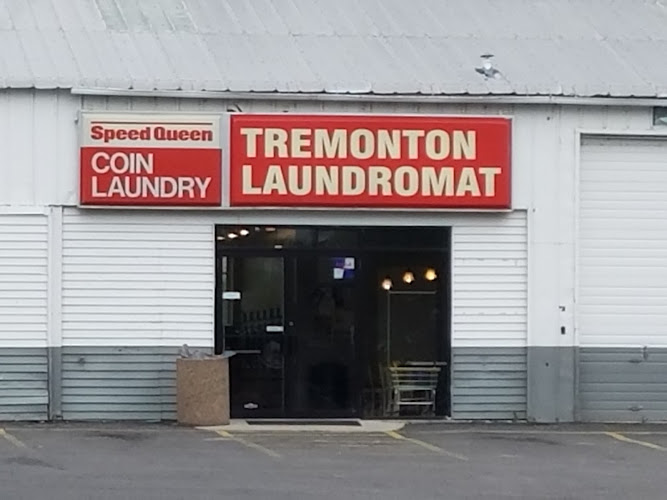 Speed Queen
COIN
LAUNDRY
TREMONTON
LAUNDROMAT